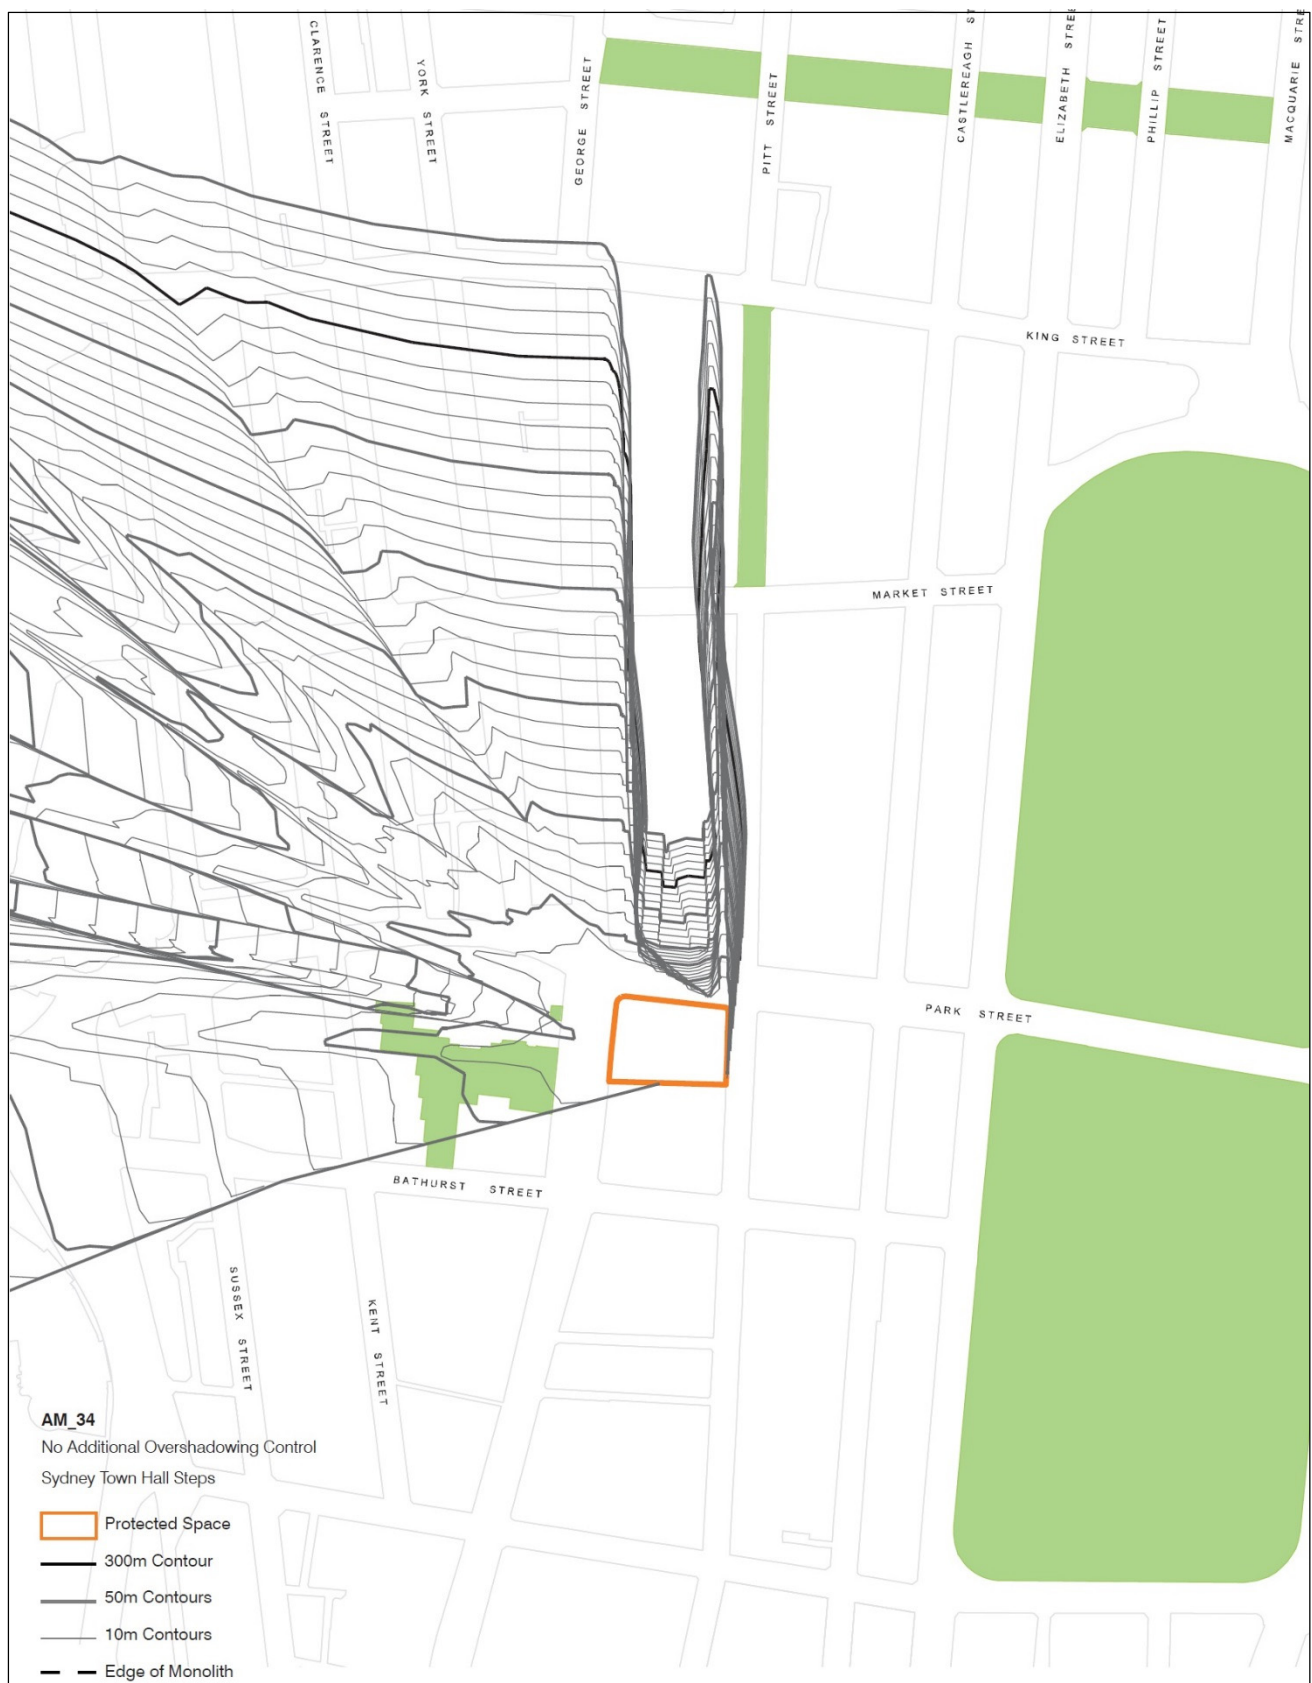 CLARENCE STREET
YORK STREET
GEORGE STREET
PITT STREET
CASTLEREAGH ST
ELIZABETH STREE
PHILLIP STREET
MACQUARIE STRE
KING STREET
MARKET STREET
PARK STREET
BATHURST STREET
SUSSEX STREET
KENT STREET
AM_34
No Additional Overshadowing Control
Sydney Town Hall Steps
Protected Space
300m Contour
50m Contours
10m Contours
Edge of Monolith